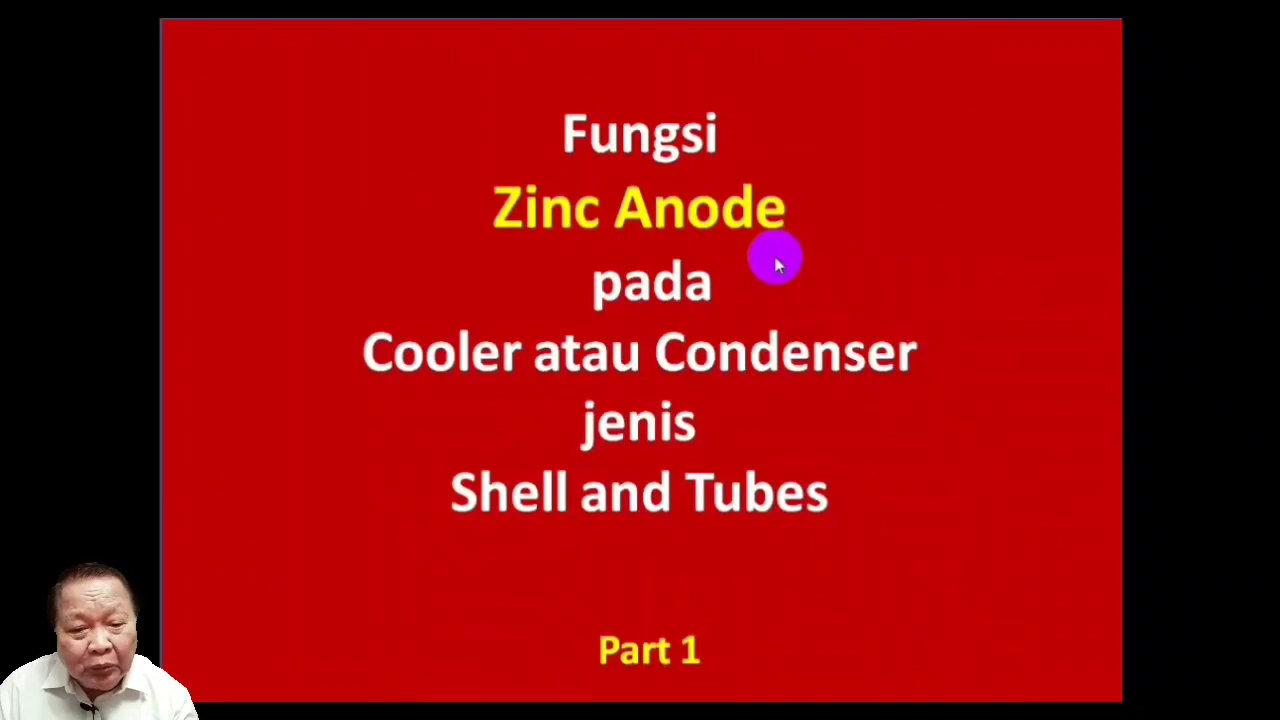 Fungsi
Zinc Anode
pada
Cooler atau Condenser
jenis
Shell and Tubes
Part 1